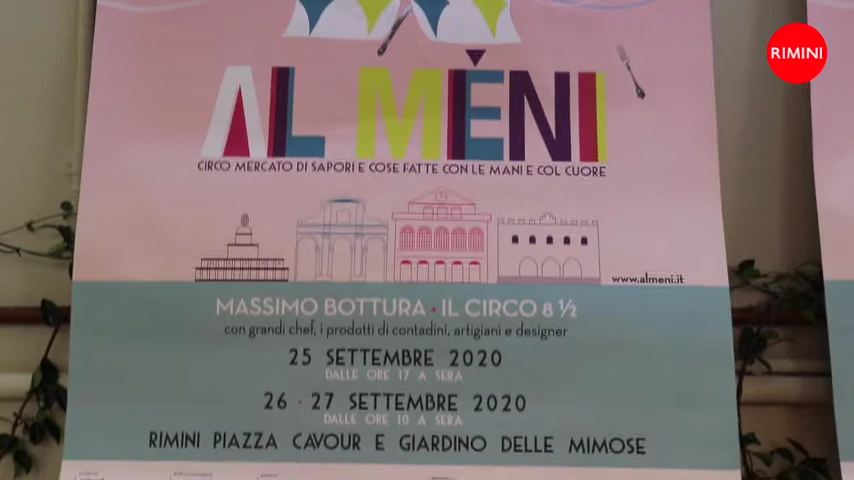 RIMINI
AL MÉNI
CIRCO MERCATO DI SAPORI E COSE FATTE CON LE MANI E COL CUORE
www.almeni.it
MASSIMO BOTTURA · IL CIRCO 8 ½
con grandi chef, i prodotti di contadini, artigiani e designer
25 SETTEMBRE 2020
DALLE ORE 17 A SERA
26 · 27 SETTEMBRE 2020
DALLE ORE 10 A SERA
RIMINI PIAZZA CAVOUR E GIARDINO DELLE MIMOSE